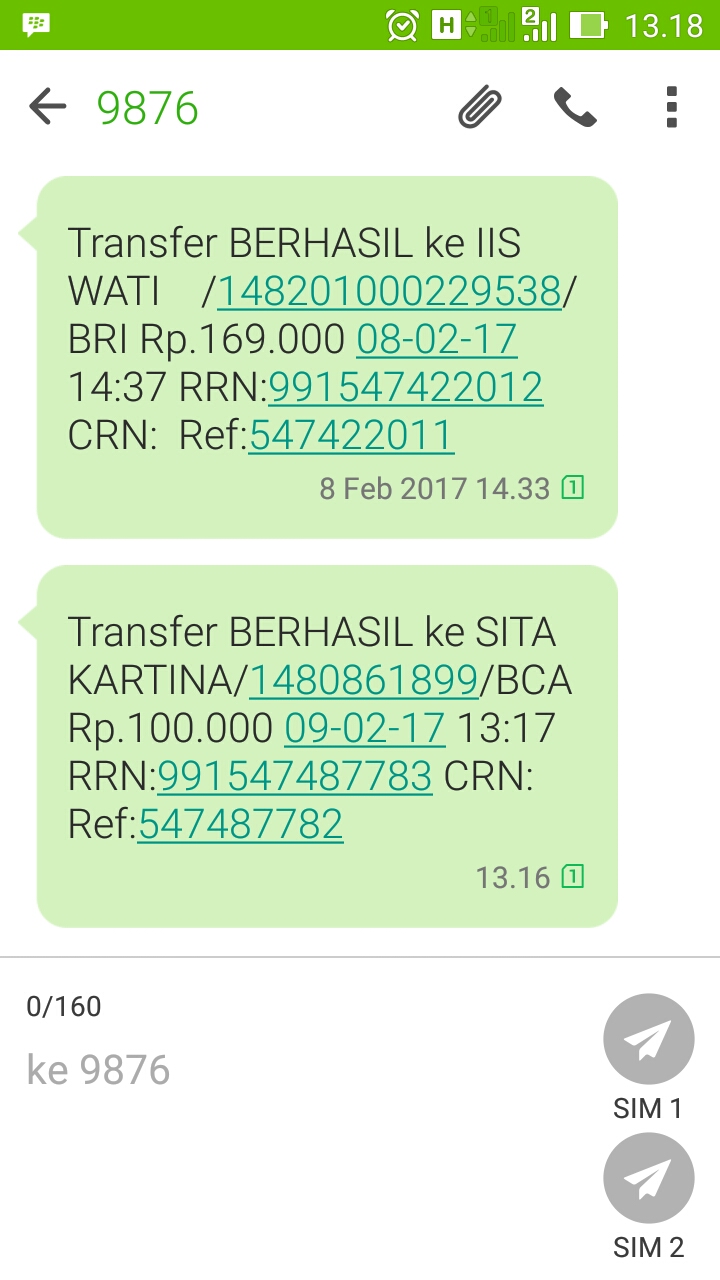 H 1 2 13.18
9876
Transfer BERHASIL ke IIS
WATI /148201000229538/
BRI Rp.169.000 08-02-17
14:37 RRN:991547422012
CRN: Ref:547422011
8 Feb 2017 14.33 1
Transfer BERHASIL ke SITA
KARTINA/1480861899/BCA
Rp.100.000 09-02-17 13:17
RRN:991547487783 CRN:
Ref:547487782
13.16 1
0/160
ke 9876
SIM 1
SIM 2